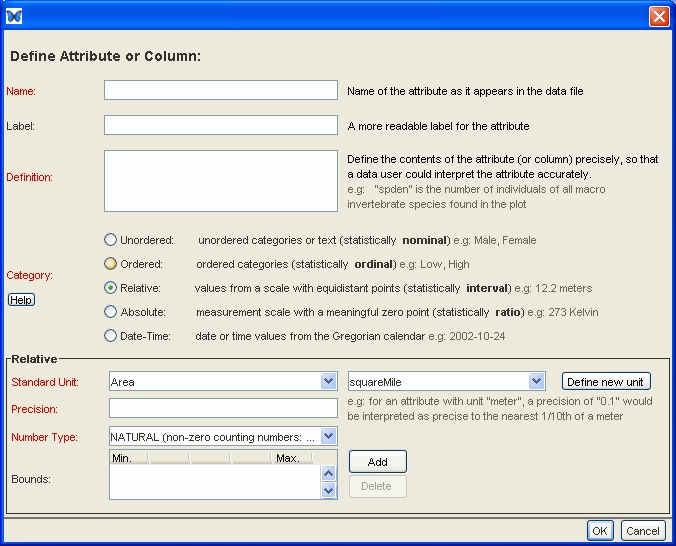 Define Attribute or Column:
Name:
Name of the attribute as it appears in the data file
Label:
A more readable label for the attribute
Definition:
Define the contents of the attribute (or column) precisely, so that
a data user could interpret the attribute accurately.
e.g: "spden" is the number of individuals of all macro
invertebrate species found in the plot
Category:
Help
Unordered: unordered categories or text (statistically nominal) e.g: Male, Female
Ordered: ordered categories (statistically ordinal) e.g: Low, High
Relative: values from a scale with equidistant points (statistically interval) e.g: 12.2 meters
Absolute: measurement scale with a meaningful zero point (statistically ratio) e.g: 273 Kelvin
Date-Time: date or time values from the Gregorian calendar e.g: 2002-10-24
Relative
Standard Unit: Area squareMile Define new unit
Precision:
e.g: for an attribute with unit "meter", a precision of "0.1" would
be interpreted as precise to the nearest 1/10th of a meter
Number Type: NATURAL (non-zero counting numbers: ...
Bounds:
Min. Max.
Add
Delete
OK Cancel